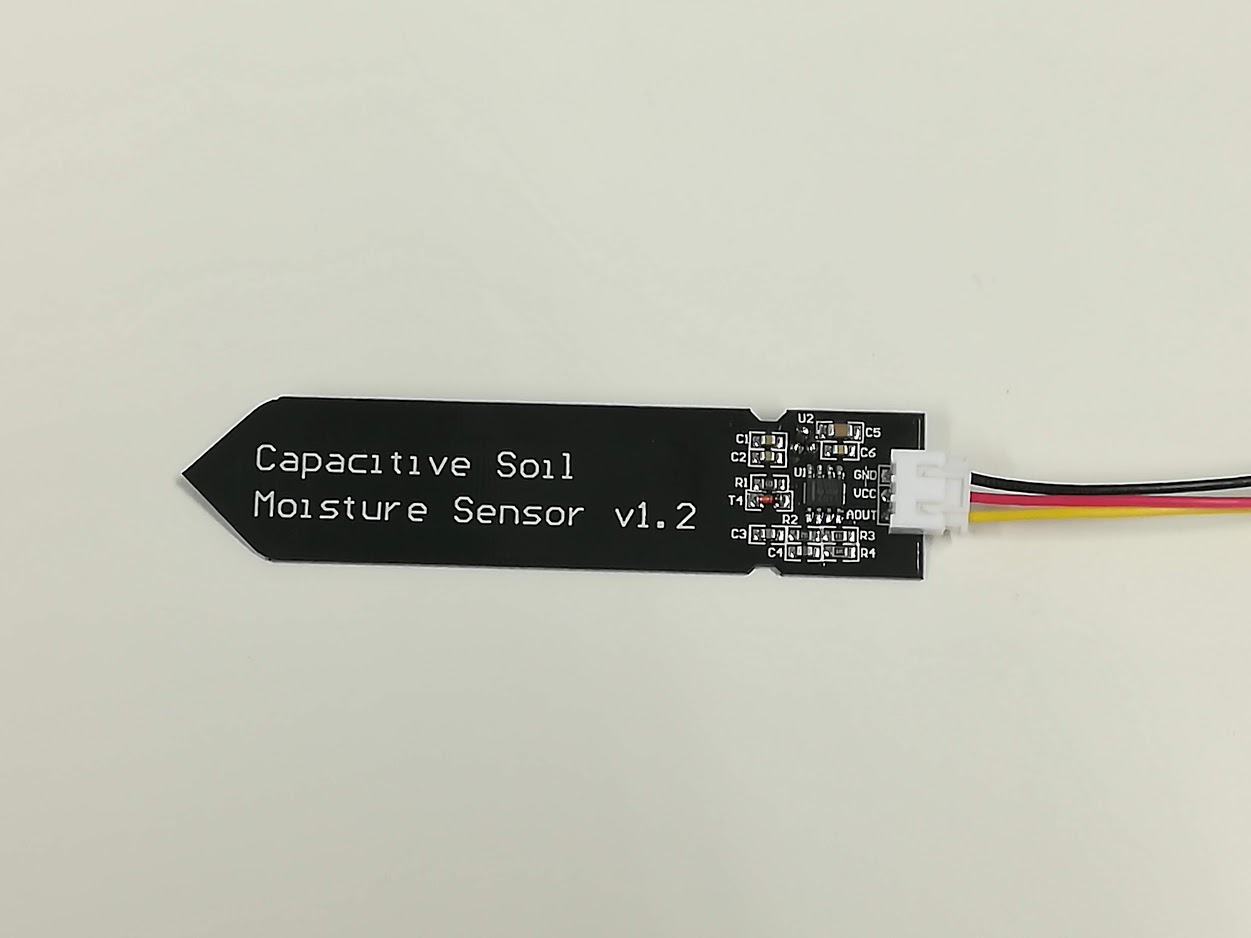 Capacitive Soil
Moisture Sensor v1.2
U2
C5
C1
C2
C6
R1
U1
GND
T4
VCC
R2
AOUT
C3
R3
C4
R4